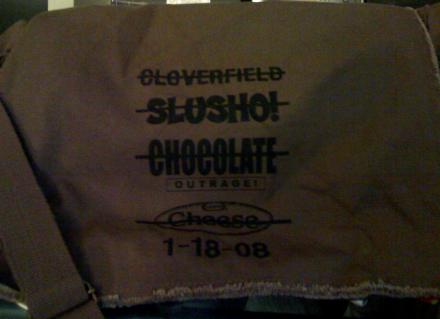 CLOVERFIELD
SLUSHO!
CHOCOLATE
OUTRAGE!
Cheese
1-18-08